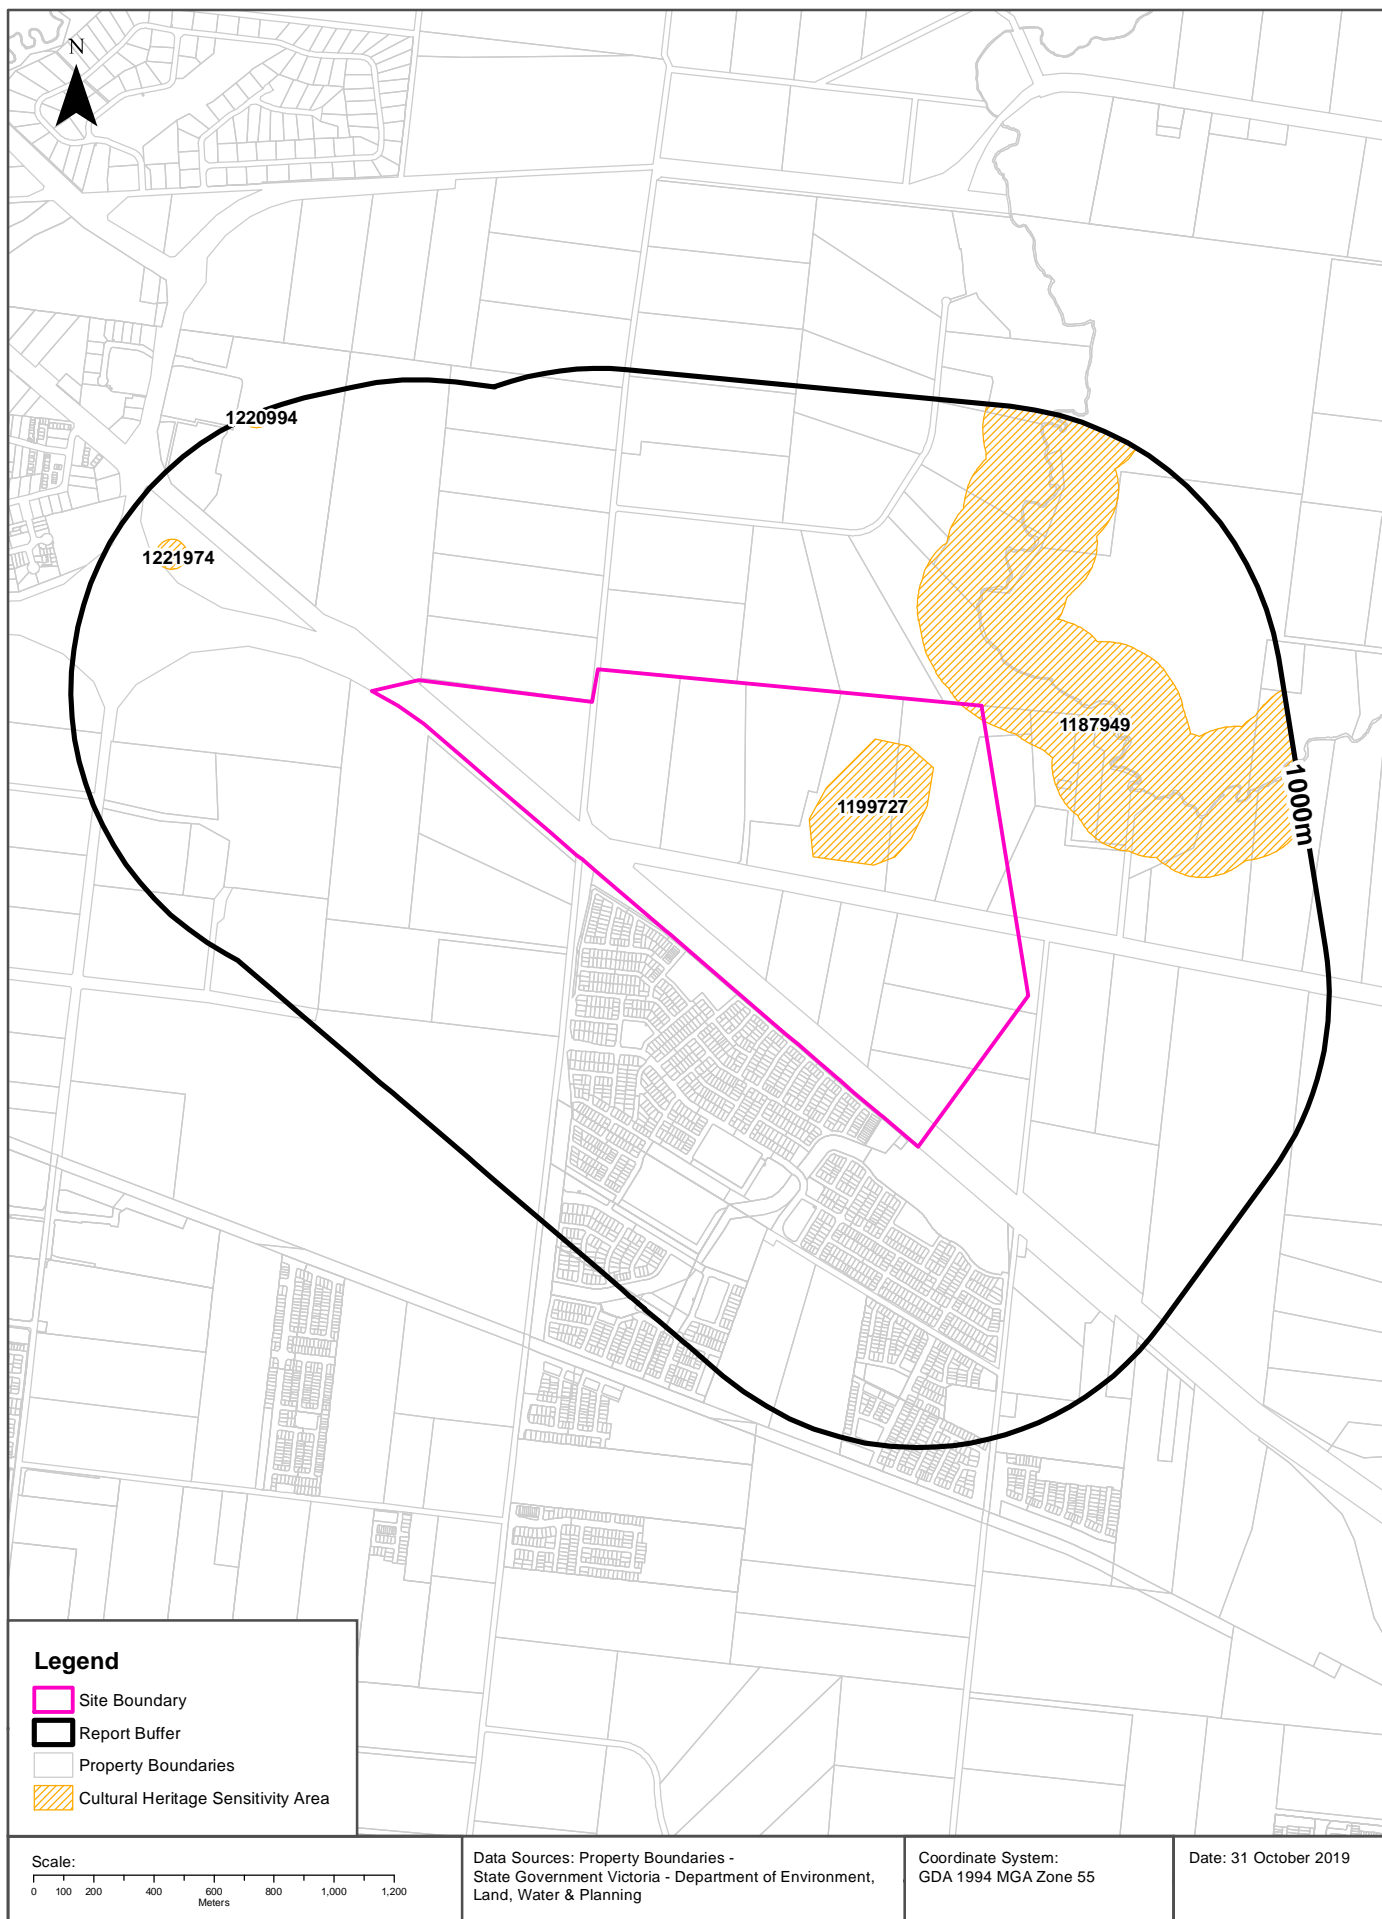 N
1220994
1221974
1187949
1199727
1000m
Legend
Site Boundary
Report Buffer
Property Boundaries
Cultural Heritage Sensitivity Area
Scale:
0 100 200 400 600 800 1,000 1,200
Meters
Data Sources: Property Boundaries -
State Government Victoria - Department of Environment,
Land, Water & Planning
Coordinate System:
GDA 1994 MGA Zone 55
Date: 31 October 2019